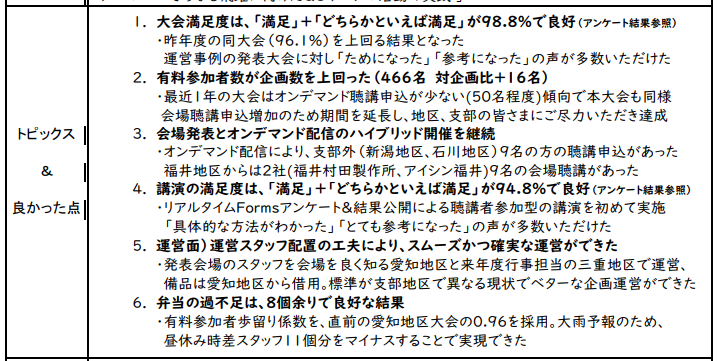 トピックス
&
良かった点
1. 大会満足度は、「満足」+「どちらかといえば満足」が98.8%で良好(アンケート結果参照)
・昨年度の同大会(96.1%)を上回る結果となった
運営事例の発表大会に対し「ためになった」「参考になった」の声が多数いただけた
2. 有料参加者数が企画数を上回った(466名 対企画比+16名)
・最近1年の大会はオンデマンド聴講申込が少ない(50名程度)傾向で本大会も同様
会場聴講申込増加のため期間を延長し、地区、支部の皆さまにご尽力いただき達成
3. 会場発表とオンデマンド配信のハイブリッド開催を継続
・オンデマンド配信により、支部外(新潟地区、石川地区)9名の方の聴講申込があった
福井地区からは2社(福井村田製作所、アイシン福井)9名の会場聴講があった
4. 講演の満足度は、「満足」+「どちらかといえば満足」が94.8%で良好(アンケート結果参照)
・リアルタイムFormsアンケート&結果公開による聴講者参加型の講演を初めて実施
「具体的な方法がわかった」「とても参考になった」の声が多数いただけた
5. 運営面)運営スタッフ配置の工夫により、スムーズかつ確実な運営ができた
・発表会場のスタッフを会場を良く知る愛知地区と来年度行事担当の三重地区で運営、
備品は愛知地区から借用。標準が支部地区で異なる現状でベターな企画運営ができた
6. 弁当の過不足は、8個余りで良好な結果
・有料参加者歩留り係数を、直前の愛知地区大会の0.96を採用。大雨予報のため、
昼休み時差スタッフ11個分をマイナスすることで実現できた